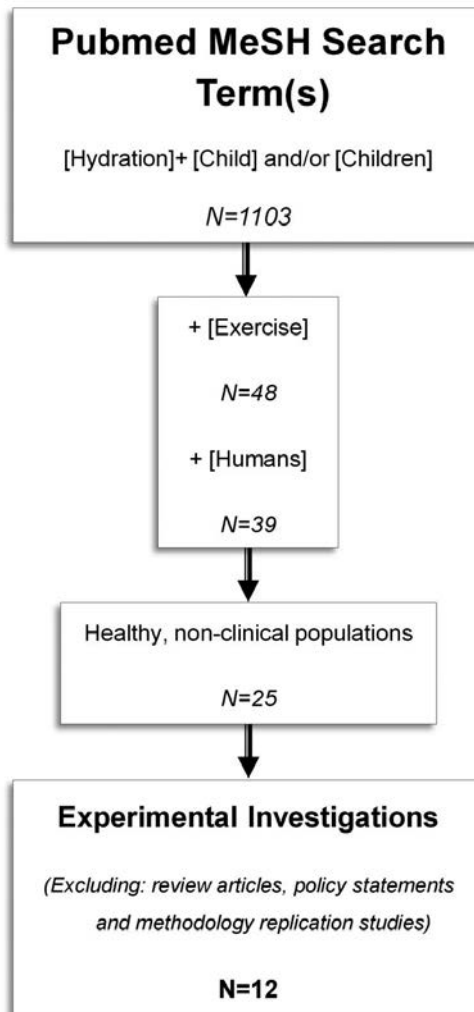 Pubmed MeSH Search
Term(s)
[Hydration]+ [Child] and/or [Children]
N=1103
+ [Exercise]
N=48
+ [Humans]
N=39
Healthy, non-clinical populations
N=25
Experimental Investigations
(Excluding: review articles, policy statements
and methodology replication studies)
N=12